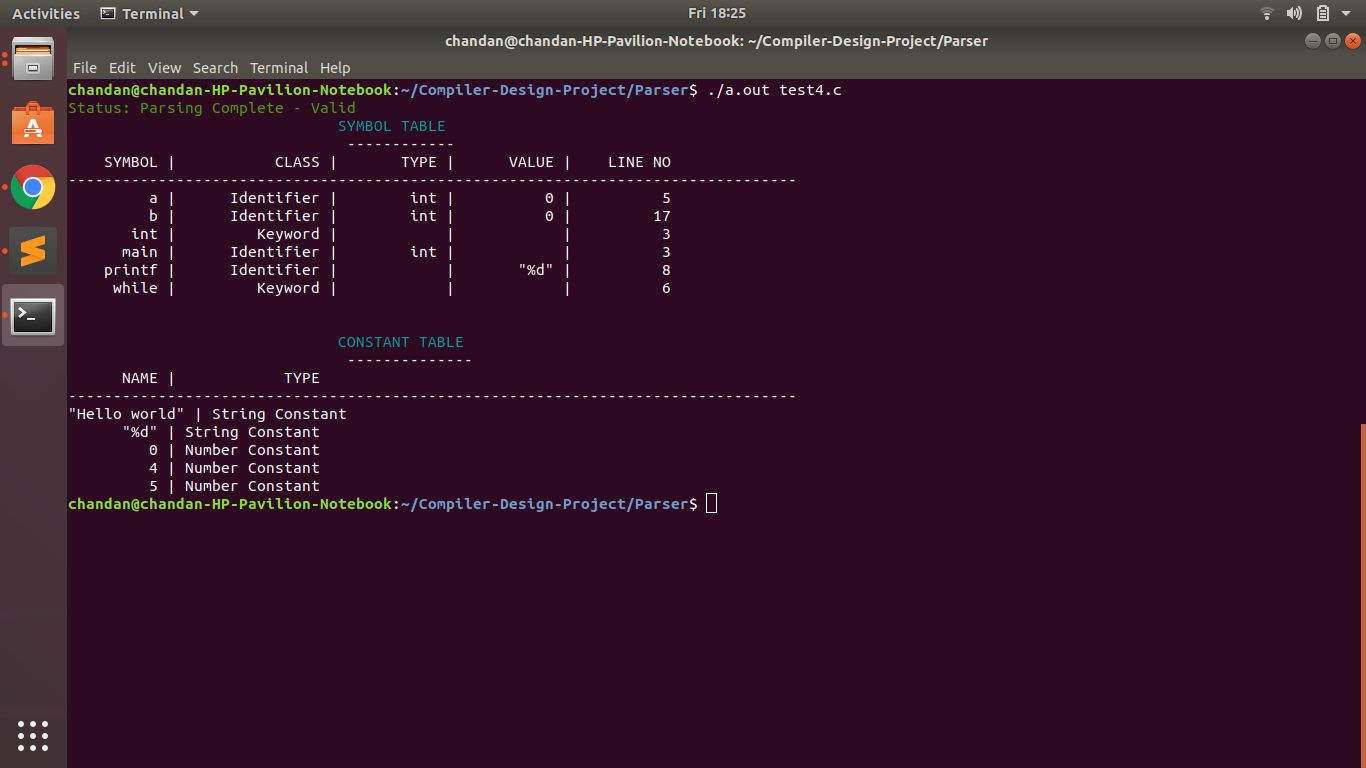 Activities Terminal Fri 18:25
chandan@chandan-HP-Pavilion-Notebook: ~/Compiler-Design-Project/Parser
File Edit View Search Terminal Help
chandan@chandan-HP-Pavilion-Notebook:~/Compiler-Design-Project/Parser$ ./a.out test4.c
Status: Parsing Complete - Valid
SYMBOL TABLE
------------
SYMBOL | CLASS | TYPE | VALUE | LINE NO
---------------------------------------------------------------------------------
a | Identifier | int | 0 | 5
b | Identifier | int | 0 | 17
int | Keyword | | | 3
main | Identifier | int | | 3
printf | Identifier | | "%d" | 8
while | Keyword | | | 6
CONSTANT TABLE
--------------
NAME | TYPE
---------------------------------------------------------------------------------
"Hello world" | String Constant
"%d" | String Constant
0 | Number Constant
4 | Number Constant
5 | Number Constant
chandan@chandan-HP-Pavilion-Notebook:~/Compiler-Design-Project/Parser$